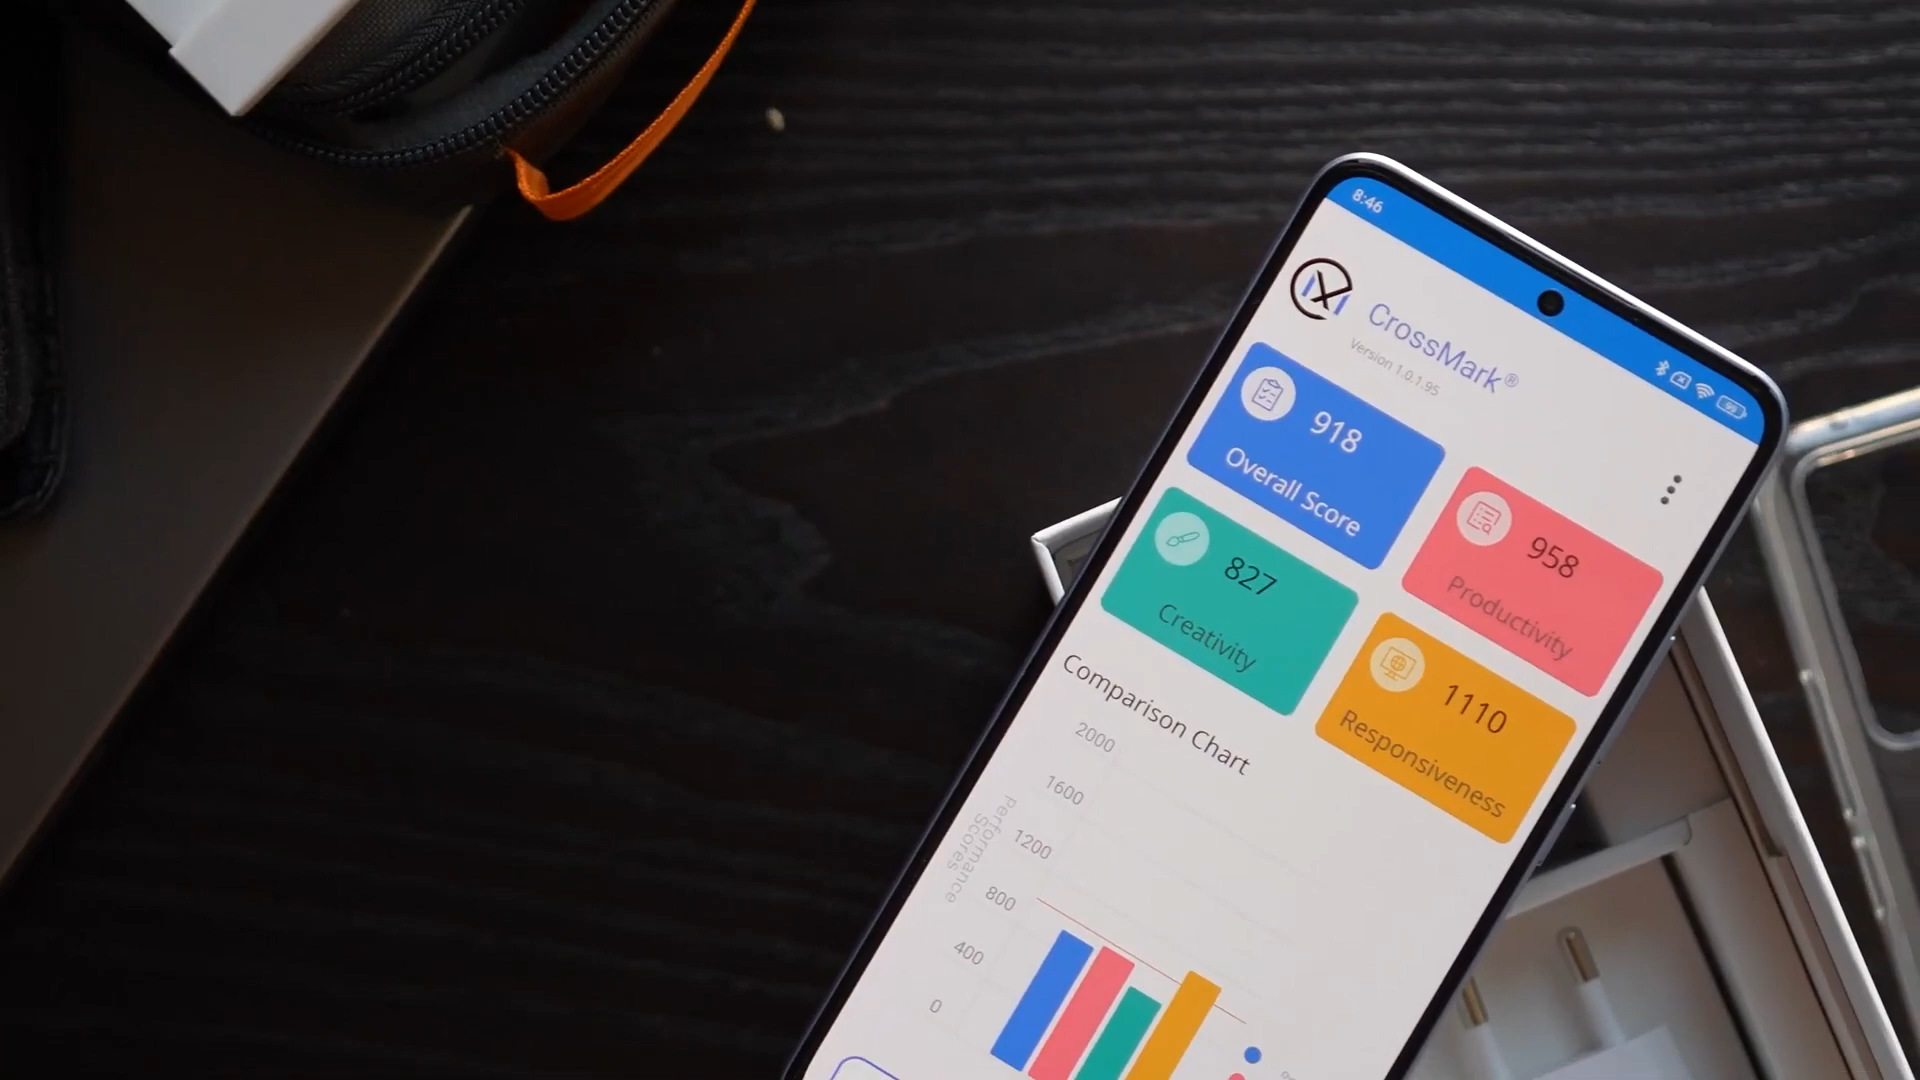 8:46
99
CrossMark®
Version 1.0.1.95
918
Overall Score
958
Productivity
827
Creativity
1110
Responsiveness
Comparison Chart
2000
1600
1200
800
400
0
Performance
Scores